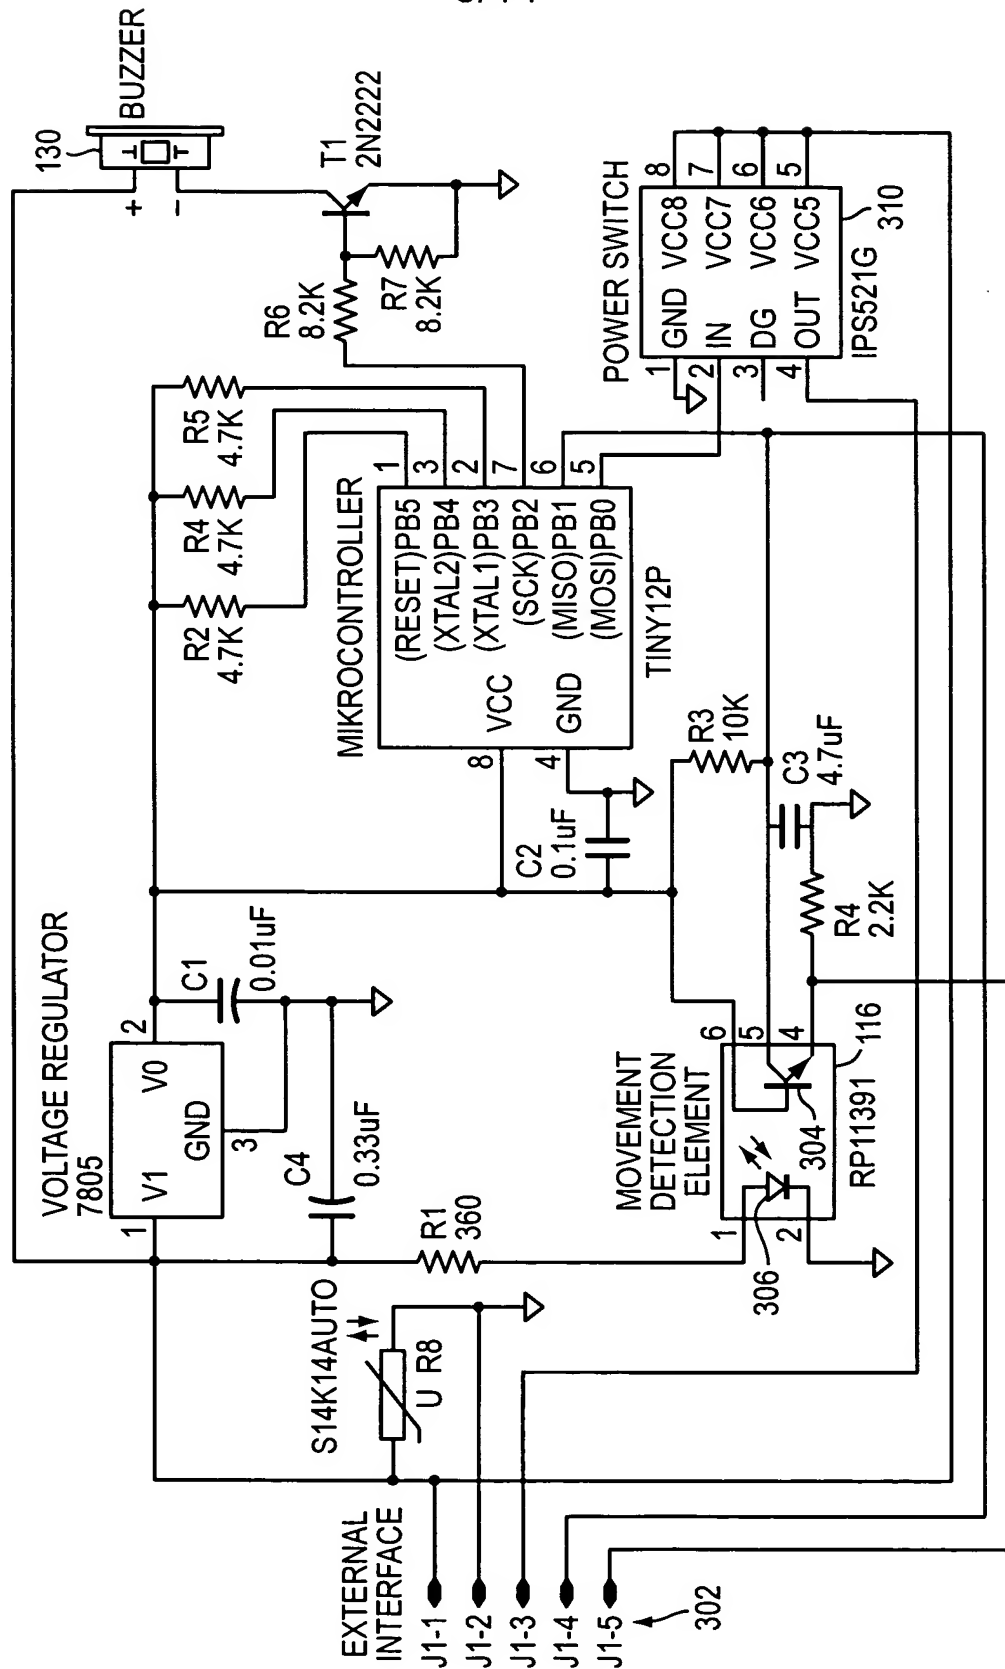 VOLTAGE REGULATOR
7805
1
V1
V0
2
GND
3
C1
0.01uF
C4
0.33uF
R1
360
S14K14AUTO
U R8
EXTERNAL
INTERFACE
J1-1
J1-2
J1-3
J1-4
J1-5
302
R2
4.7K
R4
4.7K
R5
4.7K
MIKROCONTROLLER
(RESET)PB5
(XTAL2)PB4
(XTAL1)PB3
(SCK)PB2
(MISO)PB1
(MOSI)PB0
VCC
GND
1
3
2
7
6
5
8
4
TINY12P
C2
0.1uF
BUZZER
130
+
-
T1
2N2222
R6
8.2K
R7
8.2K
POWER SWITCH
1
GND
VCC8
8
2
IN
VCC7
7
3
DG
VCC6
6
4
OUT
VCC5
5
IPS521G
310
MOVEMENT
DETECTION
ELEMENT
1
2
6
5
4
306
304
RP11391
116
R3
10K
C3
4.7uF
R4
2.2K